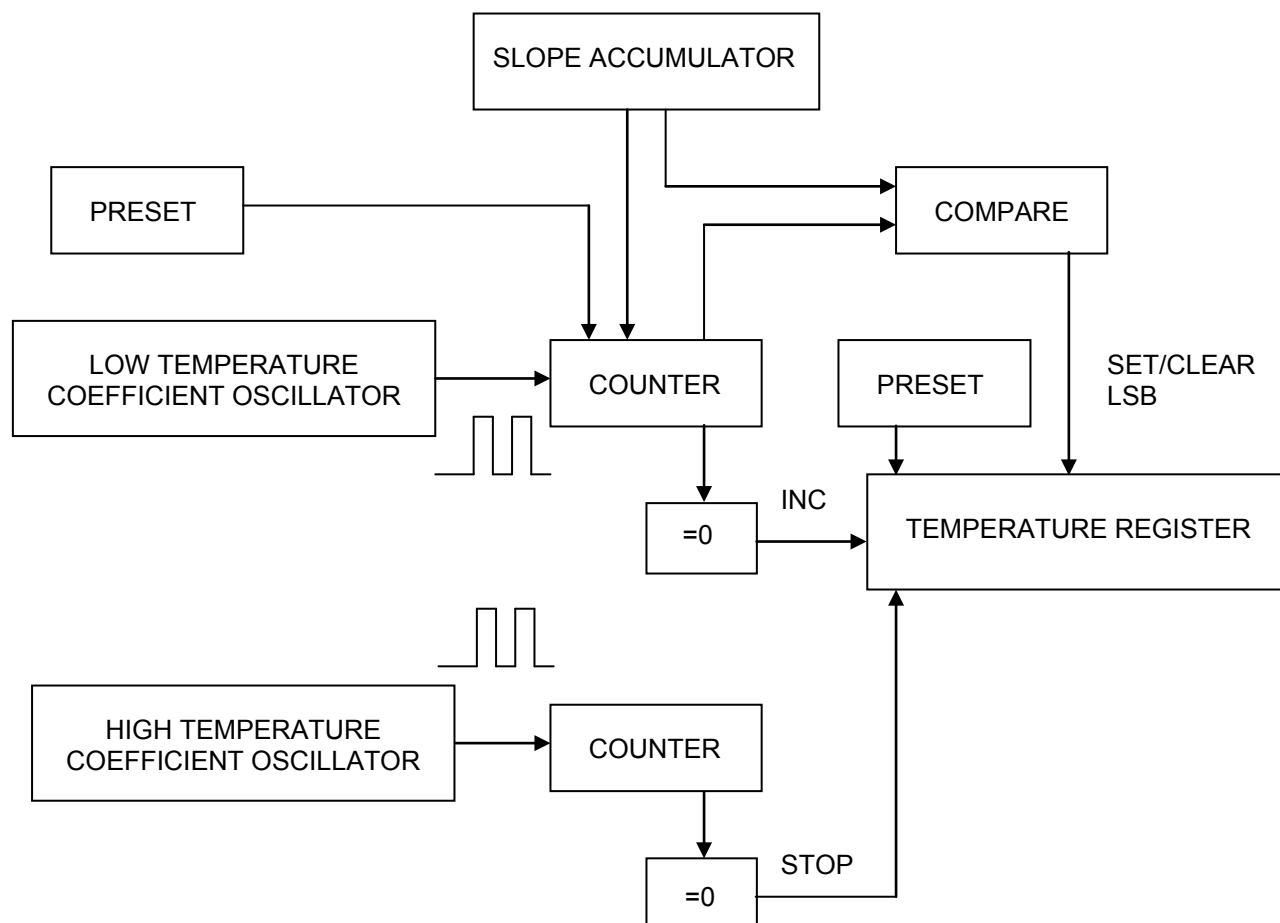 SLOPE ACCUMULATOR
PRESET
COMPARE
LOW TEMPERATURE
COEFFICIENT OSCILLATOR
COUNTER
PRESET
SET/CLEAR
LSB
=0
INC
TEMPERATURE REGISTER
HIGH TEMPERATURE
COEFFICIENT OSCILLATOR
COUNTER
=0
STOP